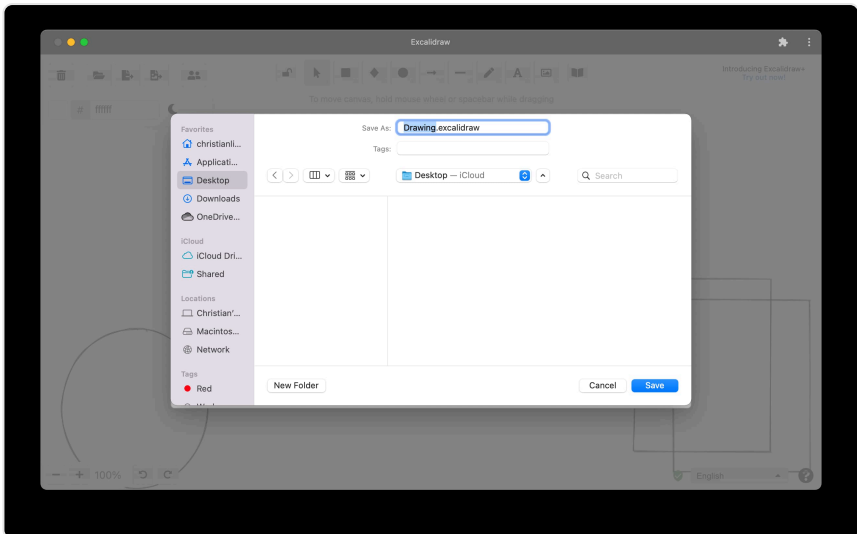 Excalidraw
Introducing Excalidraw+
Try out now!
To move canvas, hold mouse wheel or spacebar while dragging
Save As: Drawing.excalidraw
Tags:
Desktop — iCloud
Search
Favorites
christianli...
Applicati...
Desktop
Downloads
OneDrive...
iCloud
iCloud Dri...
Shared
Locations
Christian'...
Macintos...
Network
Tags
Red
New Folder
Cancel
Save
100%
English
?